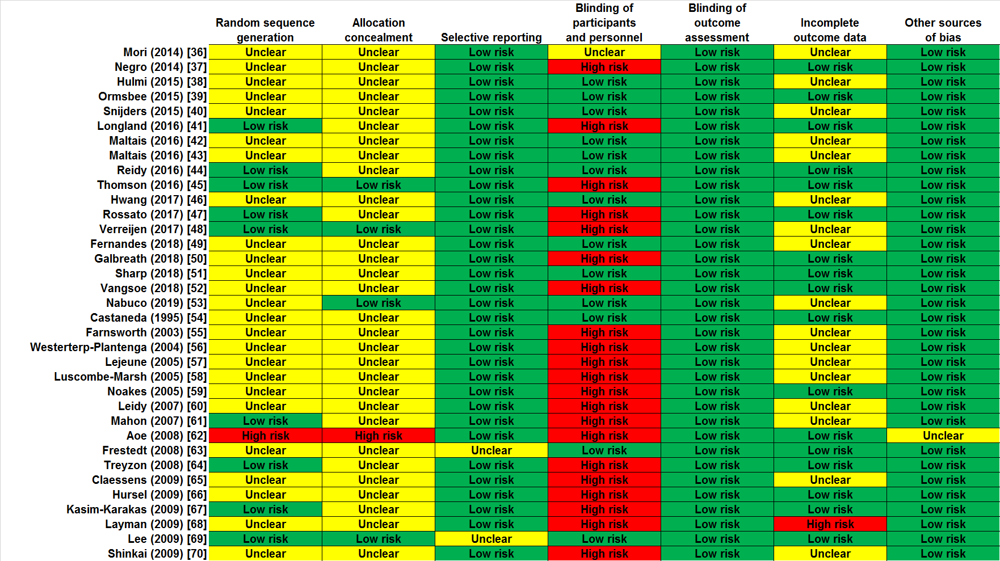 Random sequence generation Allocation concealment Selective reporting Blinding of participants and personnel Blinding of outcome assessment Incomplete outcome data Other sources of bias
Mori (2014) [36] Unclear Unclear Low risk Unclear Low risk Unclear Low risk
Negro (2014) [37] Unclear Unclear Low risk High risk Low risk Low risk Low risk
Hulmi (2015) [38] Unclear Unclear Low risk Low risk Low risk Unclear Low risk
Ormsbee (2015) [39] Unclear Unclear Low risk Low risk Low risk Low risk Low risk
Snijders (2015) [40] Unclear Unclear Low risk Low risk Low risk Unclear Low risk
Longland (2016) [41] Low risk Unclear Low risk High risk Low risk Low risk Low risk
Maltais (2016) [42] Unclear Unclear Low risk Low risk Low risk Unclear Low risk
Maltais (2016) [43] Unclear Unclear Low risk Low risk Low risk Unclear Low risk
Reidy (2016) [44] Low risk Unclear Low risk Low risk Low risk Low risk Low risk
Thomson (2016) [45] Low risk Low risk Low risk High risk Low risk Low risk Low risk
Hwang (2017) [46] Unclear Unclear Low risk Low risk Low risk Unclear Low risk
Rossato (2017) [47] Low risk Unclear Low risk High risk Low risk Low risk Low risk
Verreijen (2017) [48] Low risk Low risk Low risk High risk Low risk Unclear Low risk
Fernandes (2018) [49] Unclear Unclear Low risk Low risk Low risk Unclear Low risk
Galbreath (2018) [50] Unclear Unclear Low risk High risk Low risk Low risk Low risk
Sharp (2018) [51] Unclear Unclear Low risk Low risk Low risk Low risk Low risk
Vangsoe (2018) [52] Unclear Unclear Low risk High risk Low risk Low risk Low risk
Nabuco (2019) [53] Unclear Low risk Low risk Low risk Low risk Unclear Low risk
Castaneda (1995) [54] Unclear Unclear Low risk Low risk Low risk Low risk Low risk
Farnsworth (2003) [55] Unclear Unclear Low risk High risk Low risk Unclear Low risk
Westerterp-Plantenga (2004) [56] Unclear Unclear Low risk High risk Low risk Unclear Low risk
Lejeune (2005) [57] Unclear Unclear Low risk High risk Low risk Unclear Low risk
Luscombe-Marsh (2005) [58] Unclear Unclear Low risk High risk Low risk Unclear Low risk
Noakes (2005) [59] Unclear Unclear Low risk High risk Low risk Low risk Low risk
Leidy (2007) [60] Unclear Unclear Low risk High risk Low risk Unclear Low risk
Mahon (2007) [61] Low risk Unclear Low risk High risk Low risk Unclear Low risk
Aoe (2008) [62] High risk High risk Low risk High risk Low risk Low risk Unclear
Frestedt (2008) [63] Unclear Unclear Unclear Low risk Low risk Low risk Low risk
Treyzon (2008) [64] Low risk Unclear Low risk High risk Low risk Low risk Low risk
Claessens (2009) [65] Unclear Unclear Low risk High risk Low risk Unclear Low risk
Hursel (2009) [66] Unclear Unclear Low risk High risk Low risk Low risk Low risk
Kasim-Karakas (2009) [67] Low risk Unclear Low risk High risk Low risk Low risk Low risk
Layman (2009) [68] Unclear Unclear Low risk High risk Low risk High risk Low risk
Lee (2009) [69] Low risk Low risk Unclear Low risk Low risk Low risk Low risk
Shinkai (2009) [70] Unclear Unclear Low risk High risk Low risk Unclear Low risk